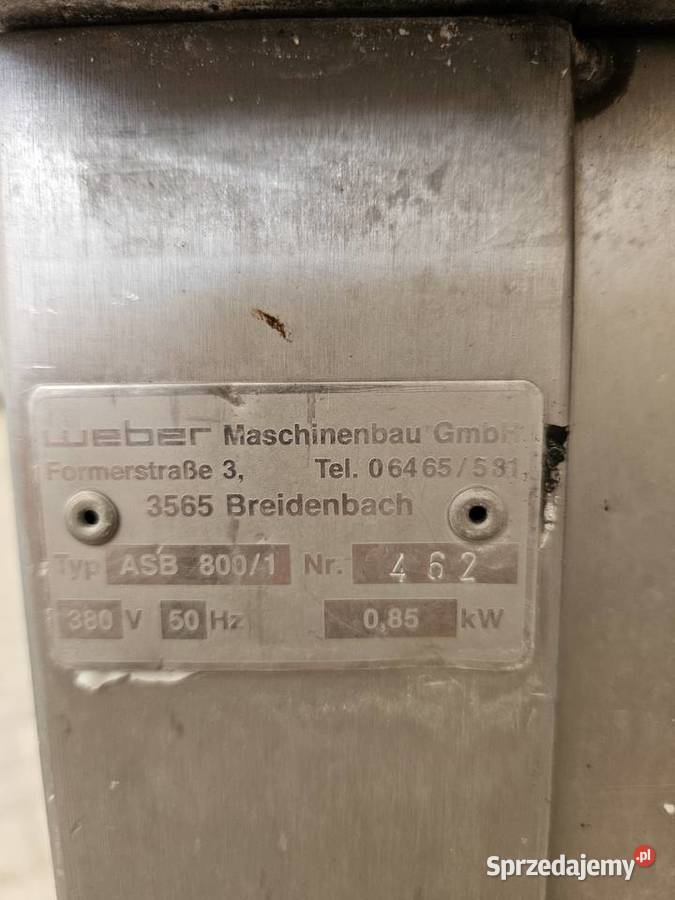 weber Maschinenbau GmbH
Formerstraße 3, Tel. 06465/581
3565 Breidenbach
Typ ASB 800/1 Nr. 462
380 V 50 Hz 0,85 kW
Sprzedajemy.pl